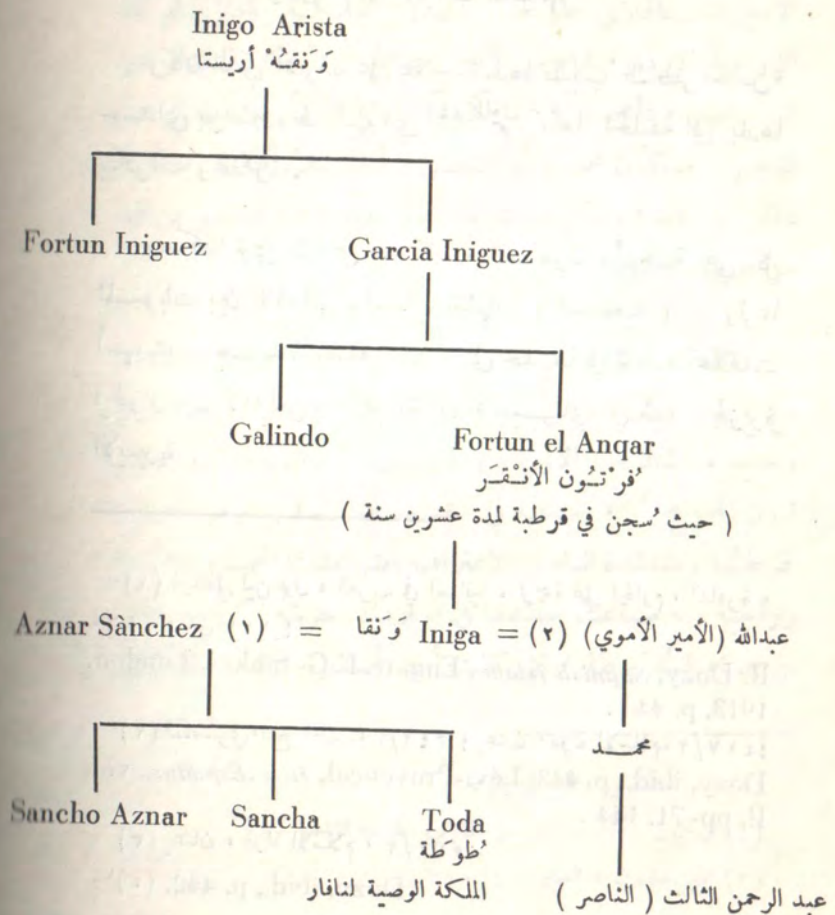 Inigo Arista
وَنقُهْ أريستا
Fortun Iniguez Garcia Iniguez
Galindo Fortun el Anqar
فُرْتُون الأنْقَر
( حيث سُجن في قرطبة لمدة عشرين سنة )
Aznar Sànchez (١) = وَنقا Iniga = (٢) عبدالله (الأمير الأموي)
محمد
Sancho Aznar Sancha Toda
طُوطَة
الملكة الوصية لنافار
عبد الرحمن الثالث ( الناصر )